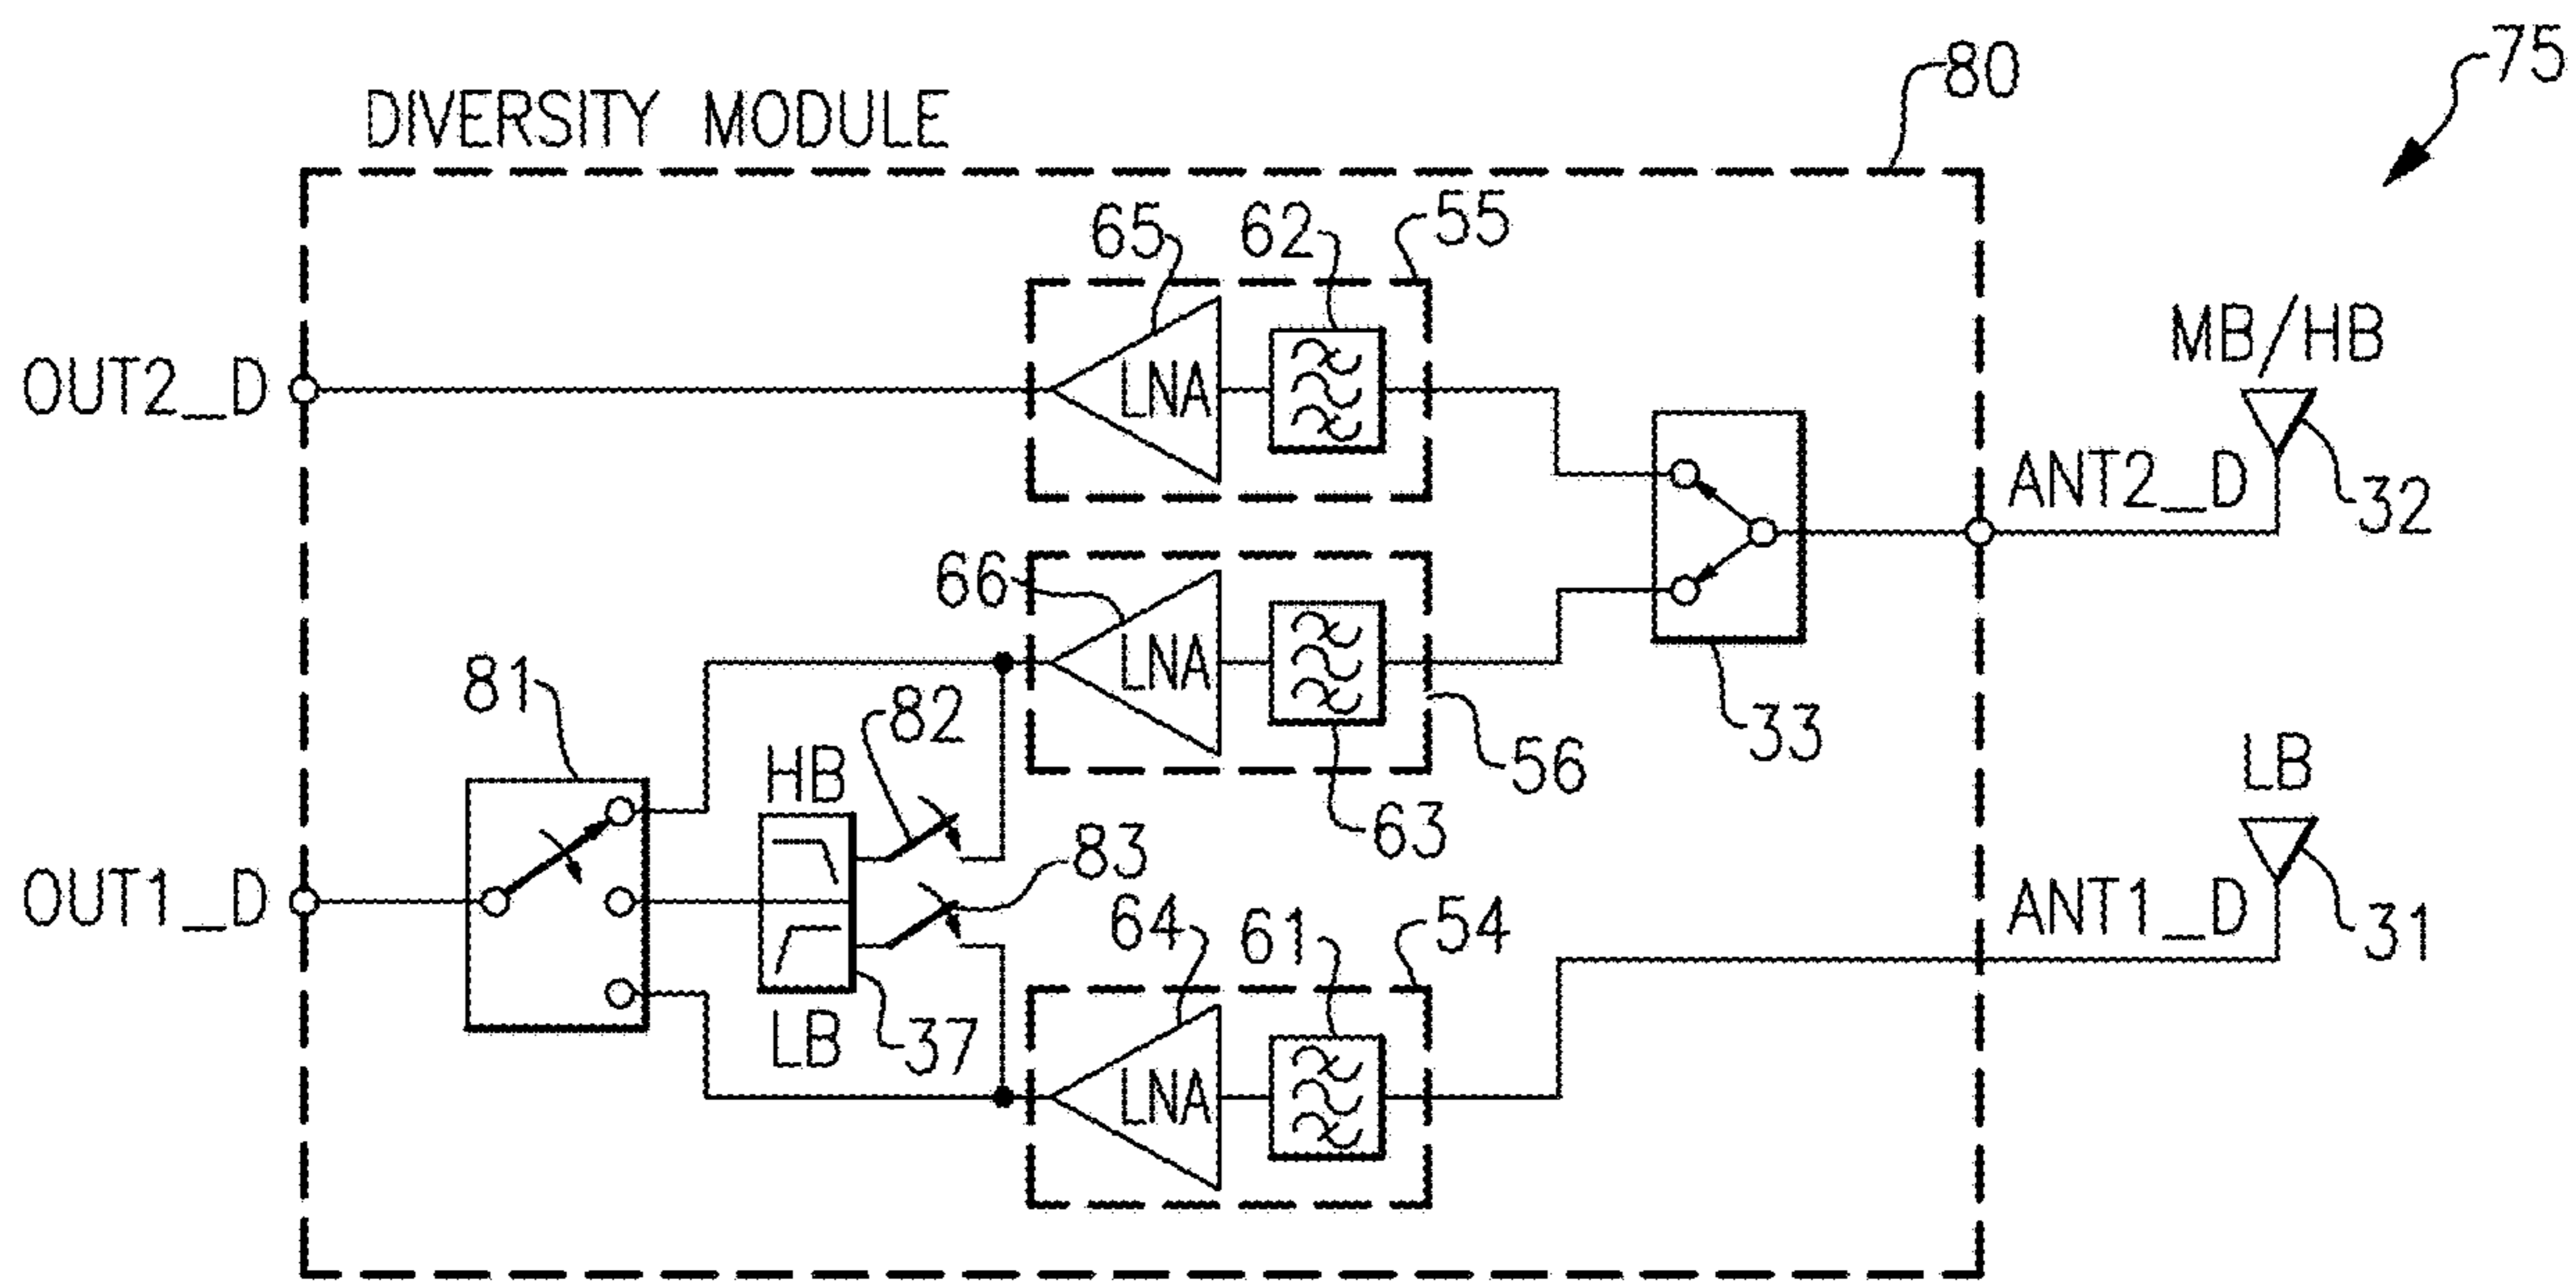 75
80
DIVERSITY MODULE
65
62
55
MB/HB
LNA
OUT2_D
ANT2_D
32
66
LNA
81
82
33
56
LB
HB
63
83
OUT1_D
64
61
54
ANT1_D
31
LB
37
LNA